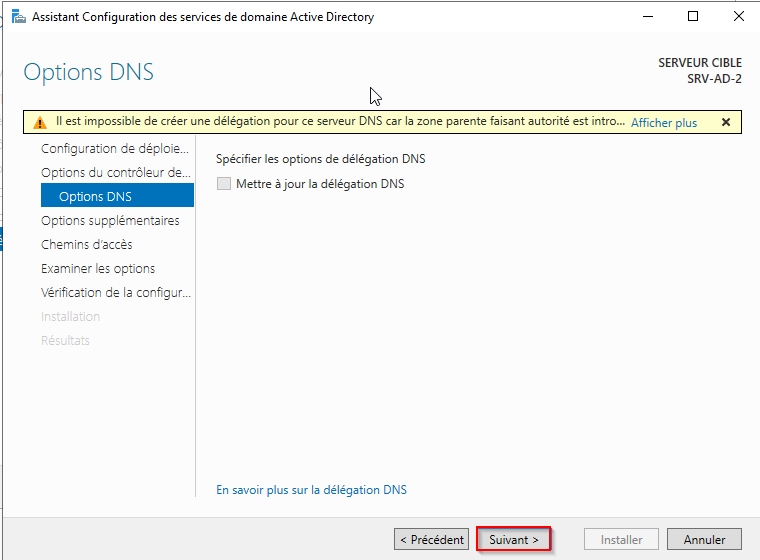 Assistant Configuration des services de domaine Active Directory
Options DNS
SERVEUR CIBLE
SRV-AD-2
Il est impossible de créer une délégation pour ce serveur DNS car la zone parente faisant autorité est intro... Afficher plus
Configuration de déploie...
Options du contrôleur de...
Options DNS
Options supplémentaires
Chemins d'accès
Examiner les options
Vérification de la configur...
Installation
Résultats
Spécifier les options de délégation DNS
Mettre à jour la délégation DNS
En savoir plus sur la délégation DNS
< Précédent
Suivant >
Installer
Annuler